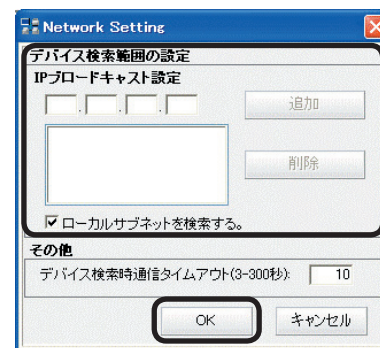 Network Setting
デバイス検索範囲の設定
IPブロードキャスト設定
. . .
追加
削除
ローカルサブネットを検索する。
その他
デバイス検索時通信タイムアウト(3-300秒): 10
OK キャンセル